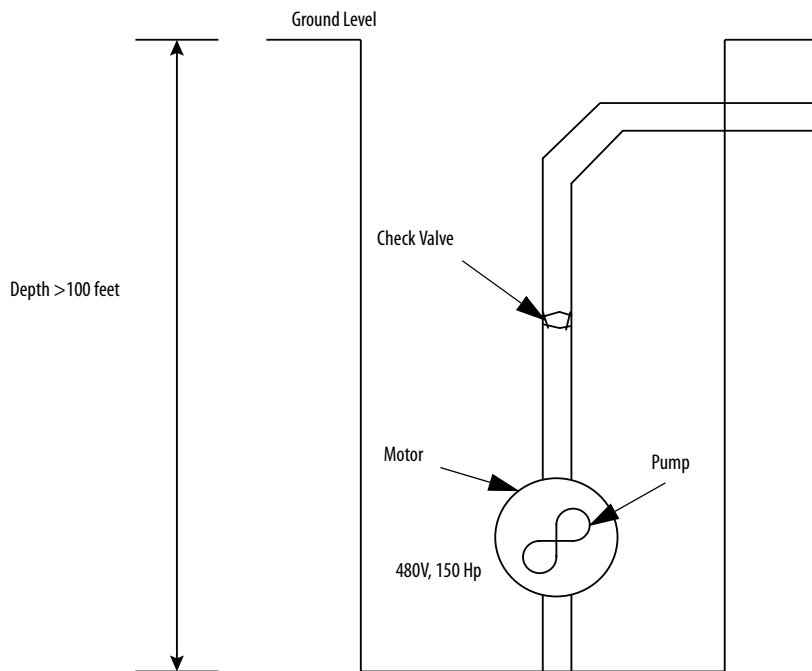 Ground Level
Check Valve
Depth >100 feet
Motor
Pump
480V, 150 Hp